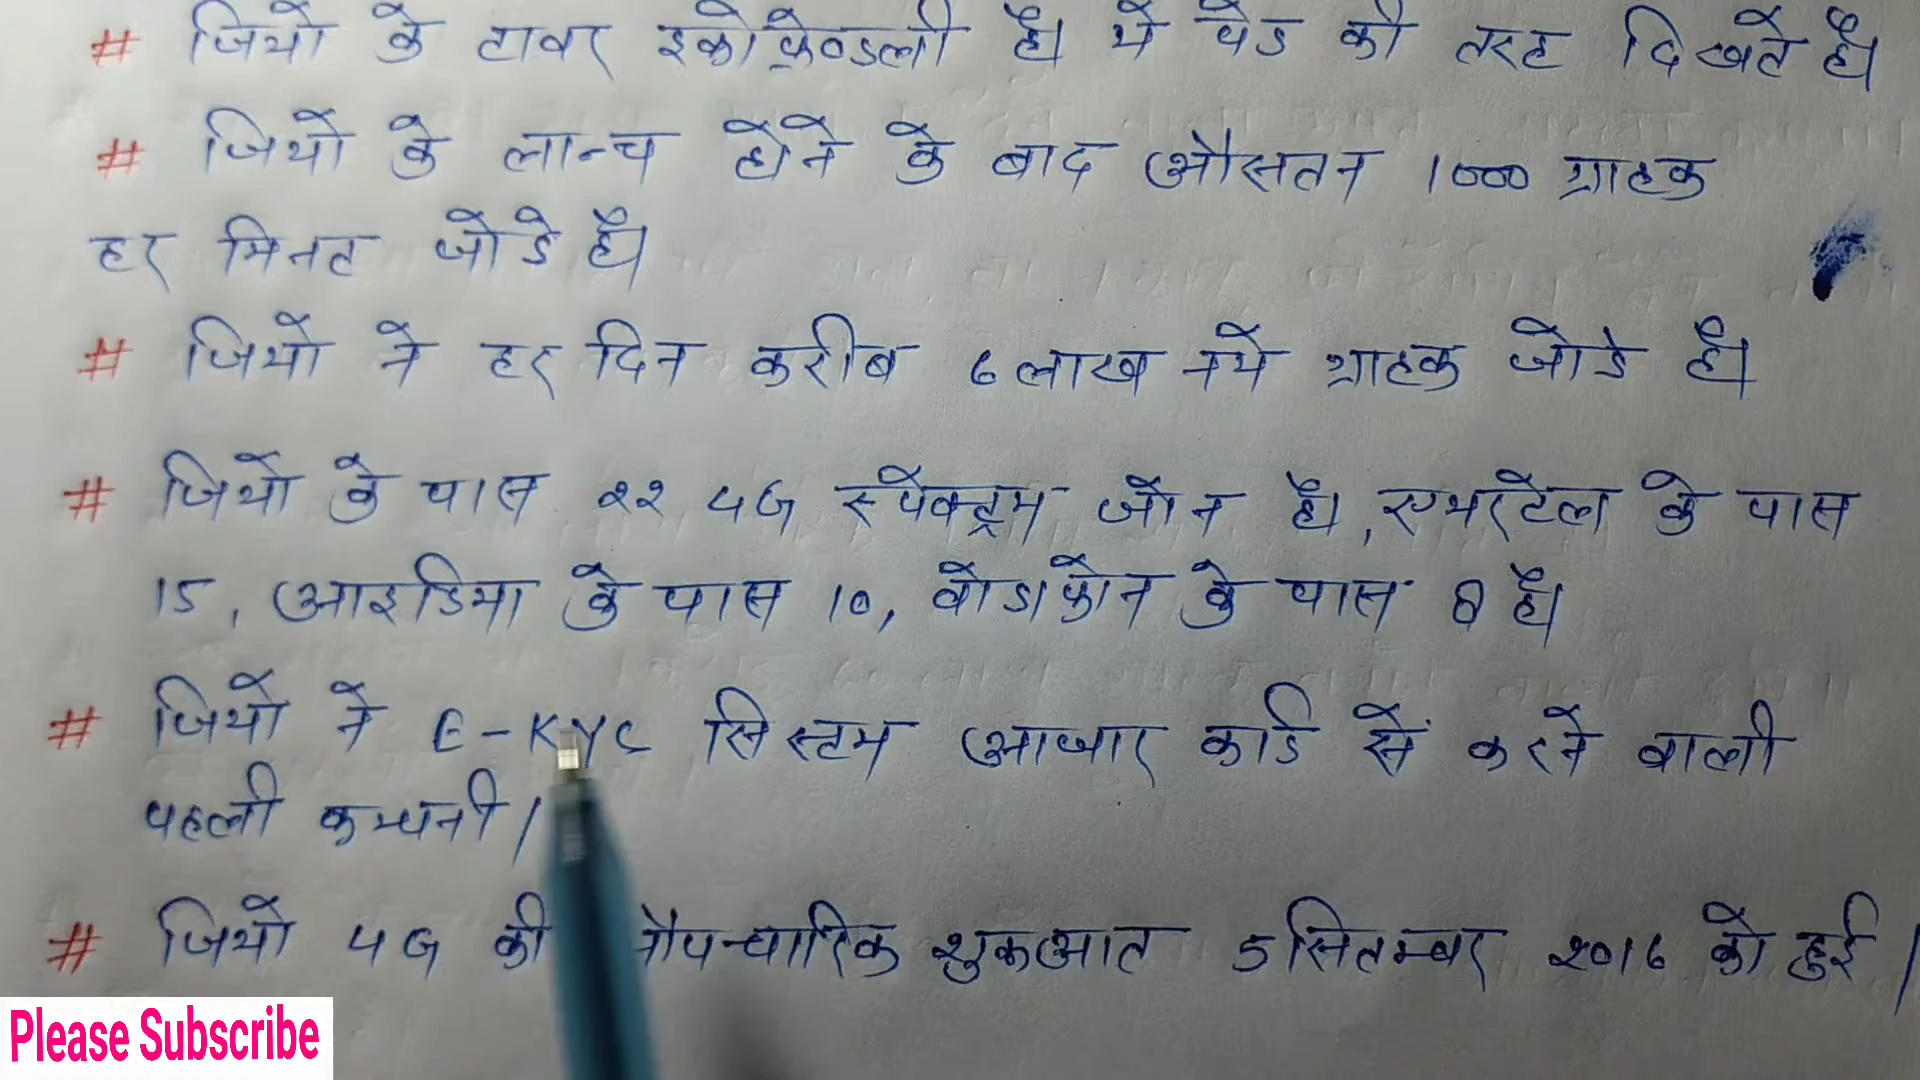 # जियो के टावर इकोफ्रेण्डली है। ये पेड की तरह दिखते है।
# जियो के लान्च होने के बाद औसतन 1000 ग्राहक
हर मिनट जोडे है।
# जियो ने हर दिन करीब 6 लाख नये ग्राहक जोडे है।
# जियो के पास 22 4G स्पेक्ट्रम जोन है, एयरटेल के पास
15, आइडिया के पास 10, वोडाफोन के पास 8 है।
# जियो ने E-KYC सिस्टम आधार कार्ड सें करने वाली
पहली कम्पनी।
# जियो 4G की औपचारिक शुरूआत 5 सितम्बर 2016 को हुई।
Please Subscribe